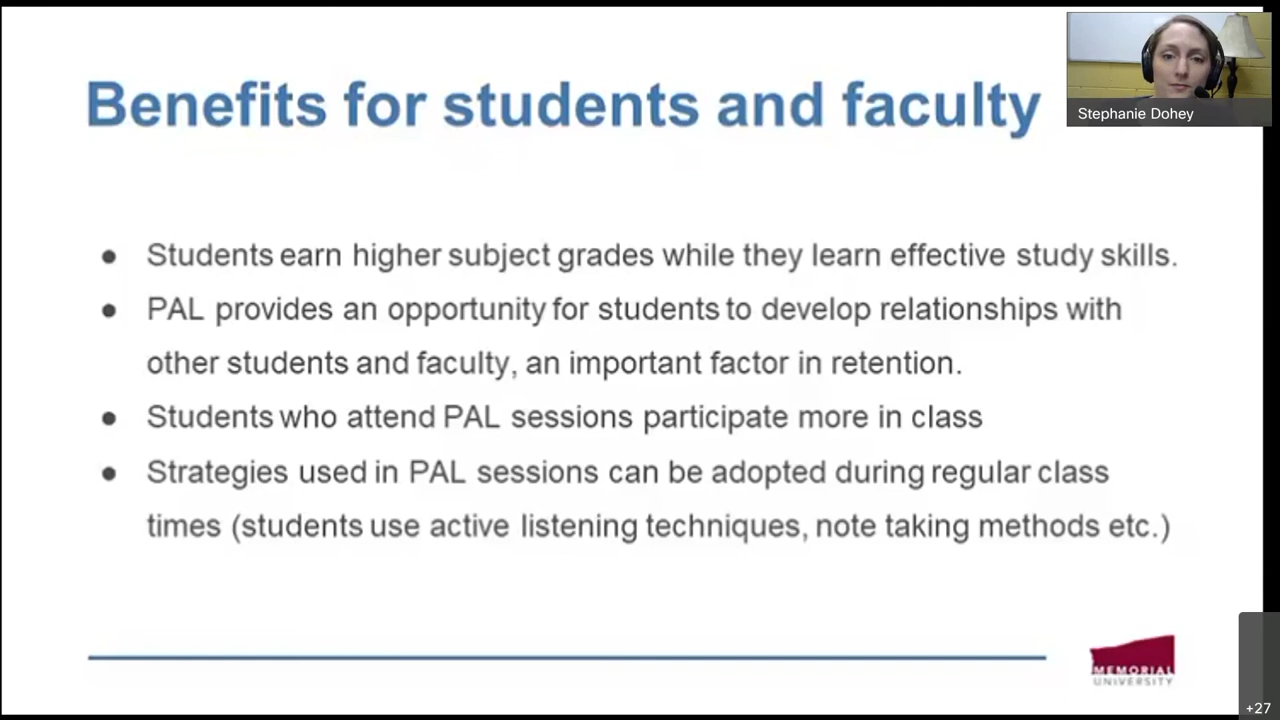 Benefits for students and faculty
Stephanie Dohey
● Students earn higher subject grades while they learn effective study skills.
● PAL provides an opportunity for students to develop relationships with
other students and faculty, an important factor in retention.
● Students who attend PAL sessions participate more in class
● Strategies used in PAL sessions can be adopted during regular class
times (students use active listening techniques, note taking methods etc.)
MEMORIAL
UNIVERSITY
+27